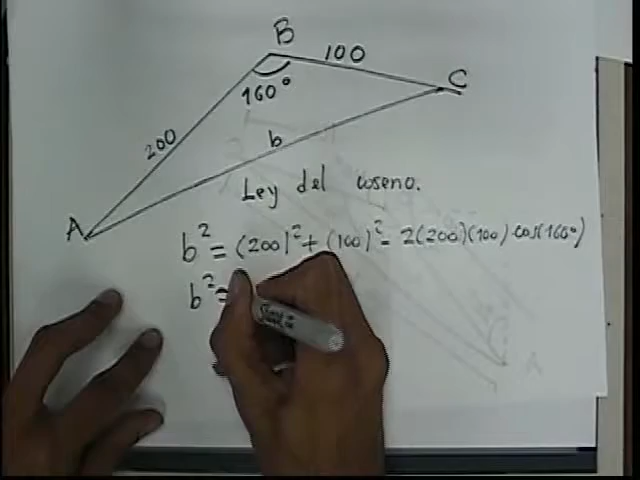 B
100
C
160°
200
b
A
Ley del coseno.
b² = (200)² + (100)² - 2(200)(100) cos(160°)
b² =